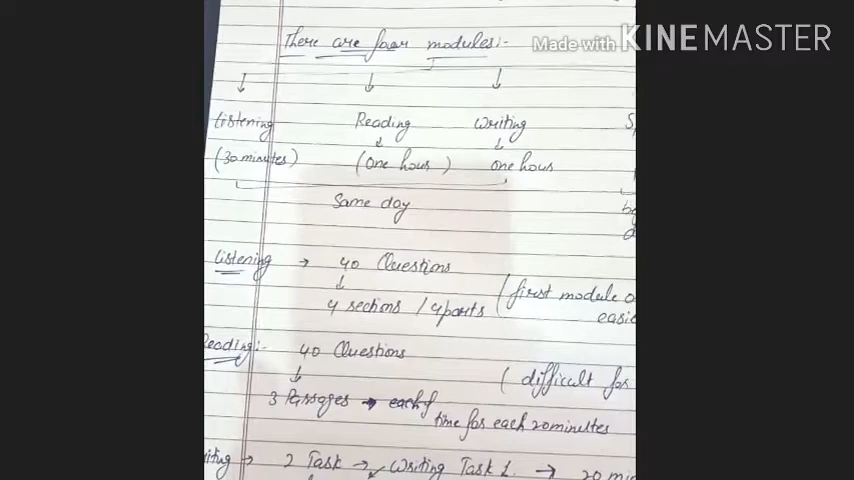 There are four modules:-
Made with KINEMASTER
Listening Reading Writing
(30 minutes) (One hour) one hour
Same day
Listening → 40 Questions
4 sections / 4 parts (first module
Reading:- 40 Questions
(difficult for
3 Passages → each
time for each 20 minutes
→ 2 Task → Writing Task 1. → 20